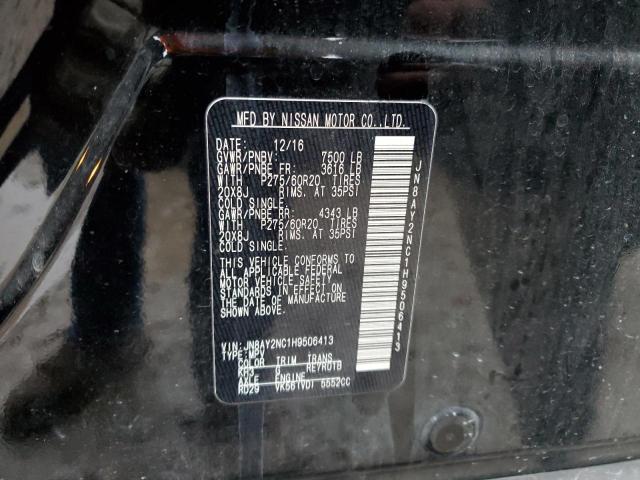 MFD BY NISSAN MOTOR CO.,LTD.
DATE: 12/16
GVWR/PNBV: 7500 LB
GAWR/PNBE FR: 3616 LB
WITH P275/60R20 TIRES
20X8J RIMS, AT 35PSI
COLD SINGLE.
GAWR/PNBE RR: 4343 LB
WITH P275/60R20 TIRES
20X8J RIMS, AT 35PSI
COLD SINGLE.
THIS VEHICLE CONFORMS TO
ALL APPLICABLE FEDERAL
MOTOR VEHICLE SAFETY
STANDARDS IN EFFECT ON
THE DATE OF MANUFACTURE
SHOWN ABOVE.
VIN: JN8AY2NC1H9506413
TYPE: MPV
COLOR TRIM TRANS
KH3 G RE7R01B
AXLE ENGINE
RD29 VK56(VD) 5552CC
JN8AY2NC1H9506413